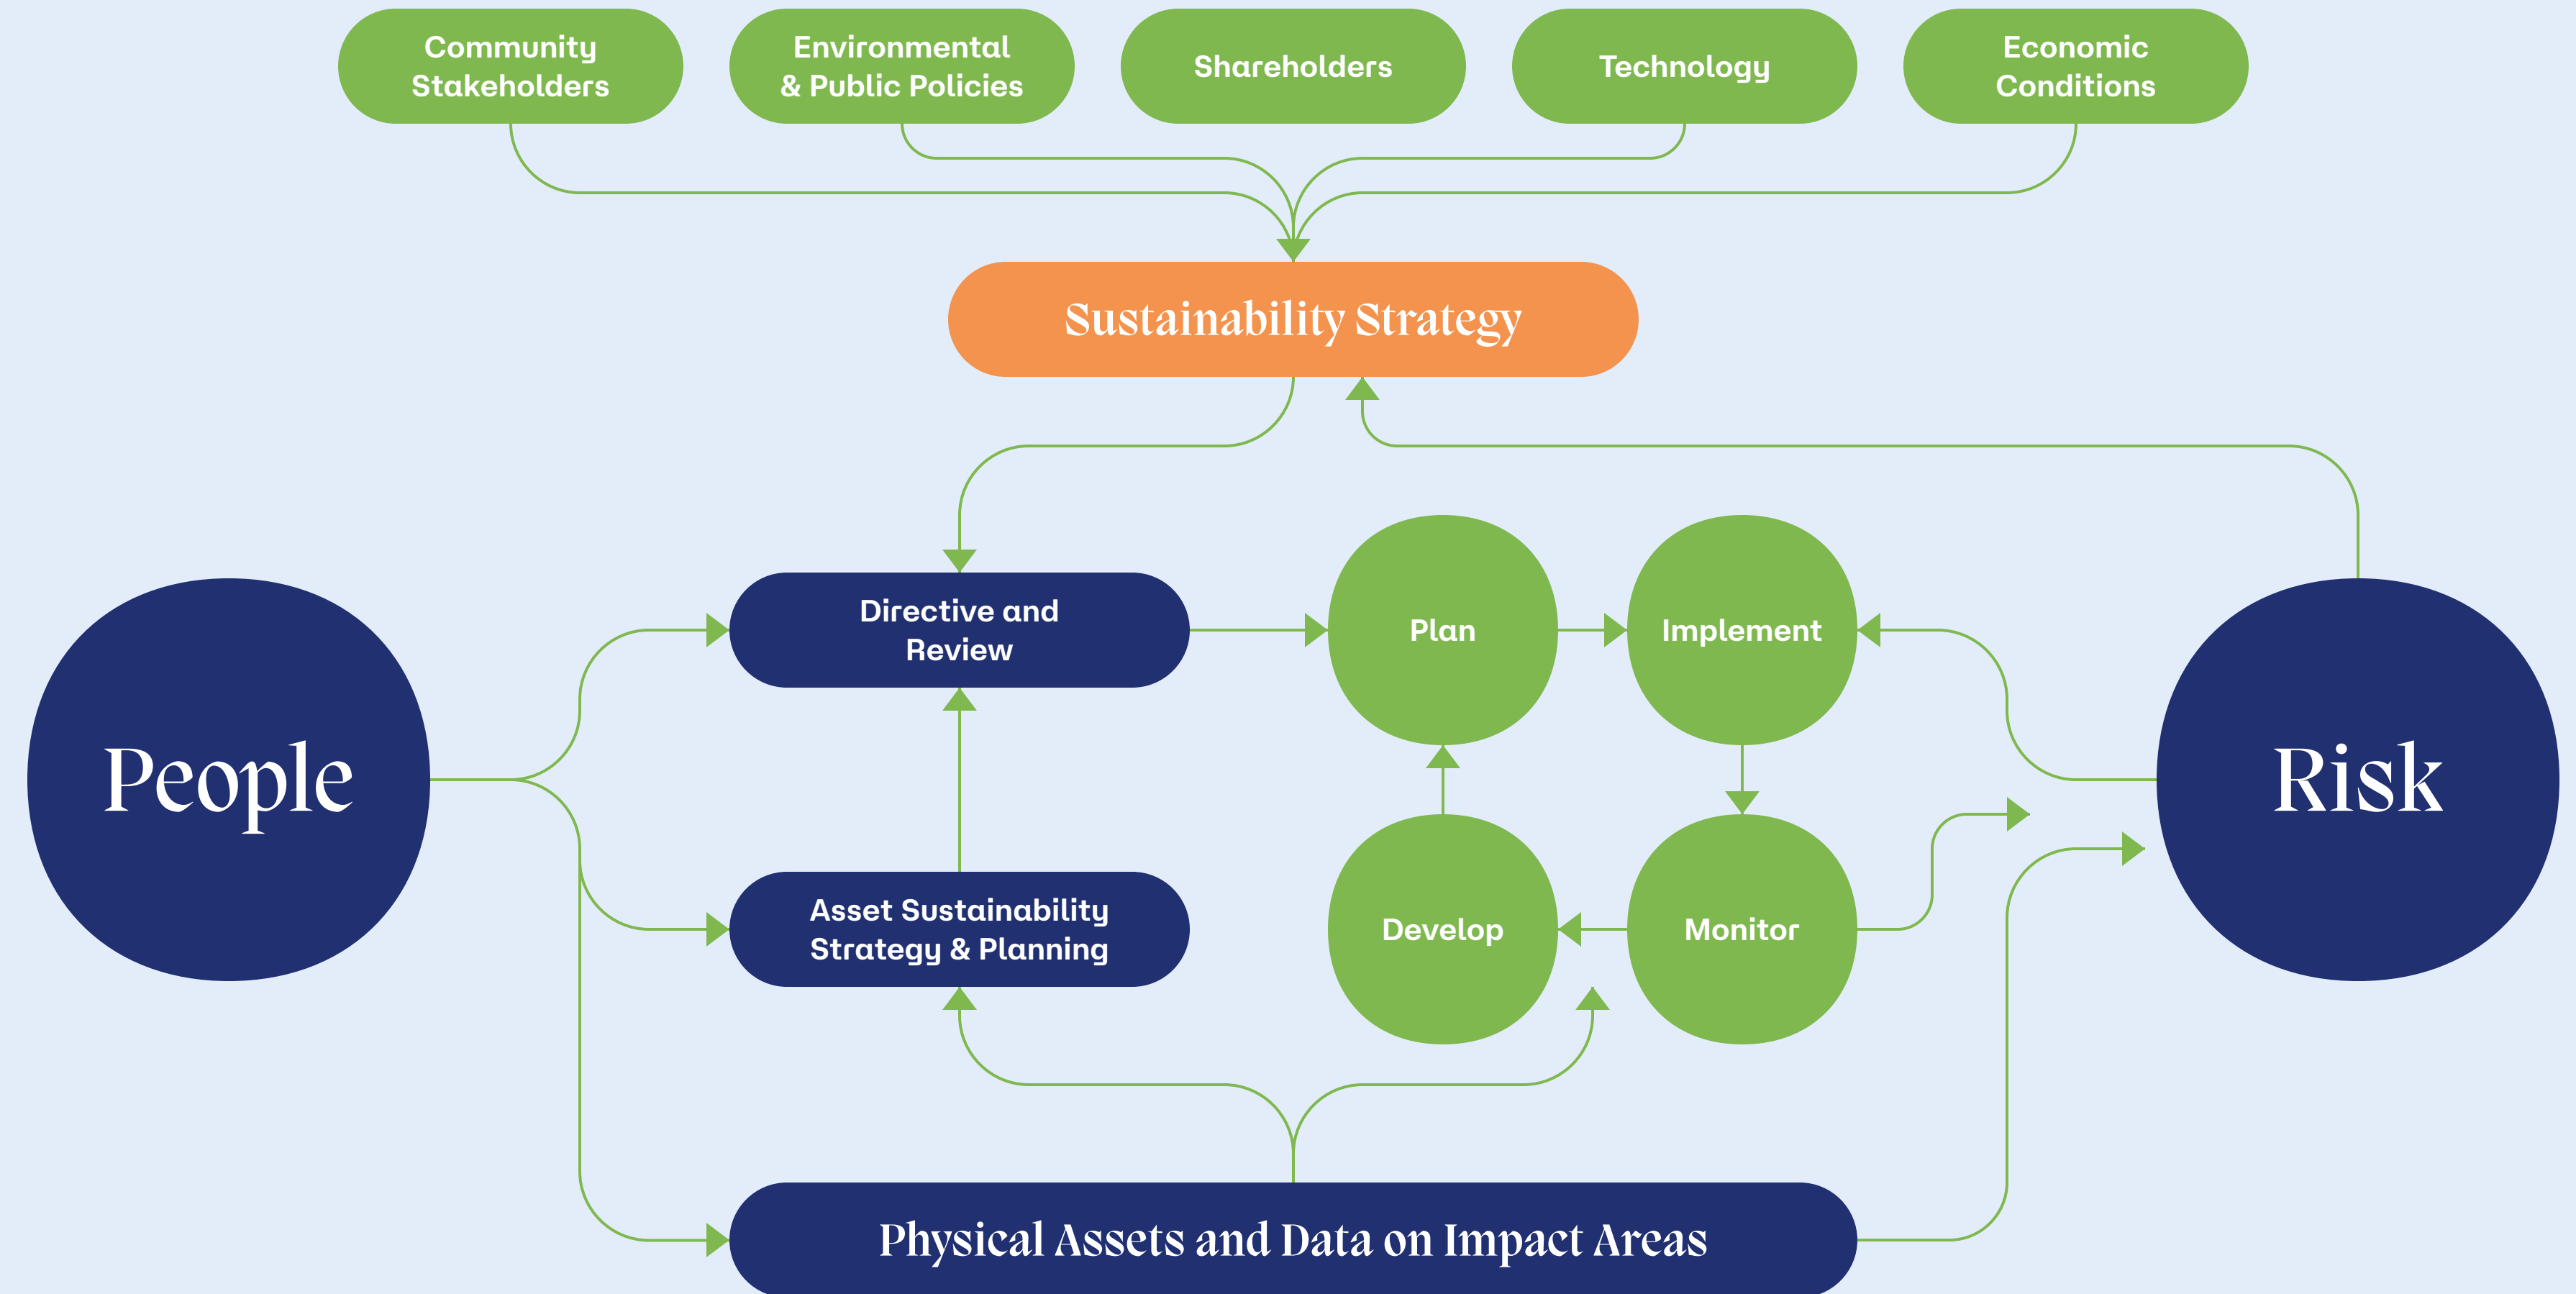 Community
Stakeholders
Environmental
& Public Policies
Shareholders
Technology
Economic
Conditions
Sustainability Strategy
People
Directive and
Review
Plan
Implement
Risk
Asset Sustainability
Strategy & Planning
Develop
Monitor
Physical Assets and Data on Impact Areas